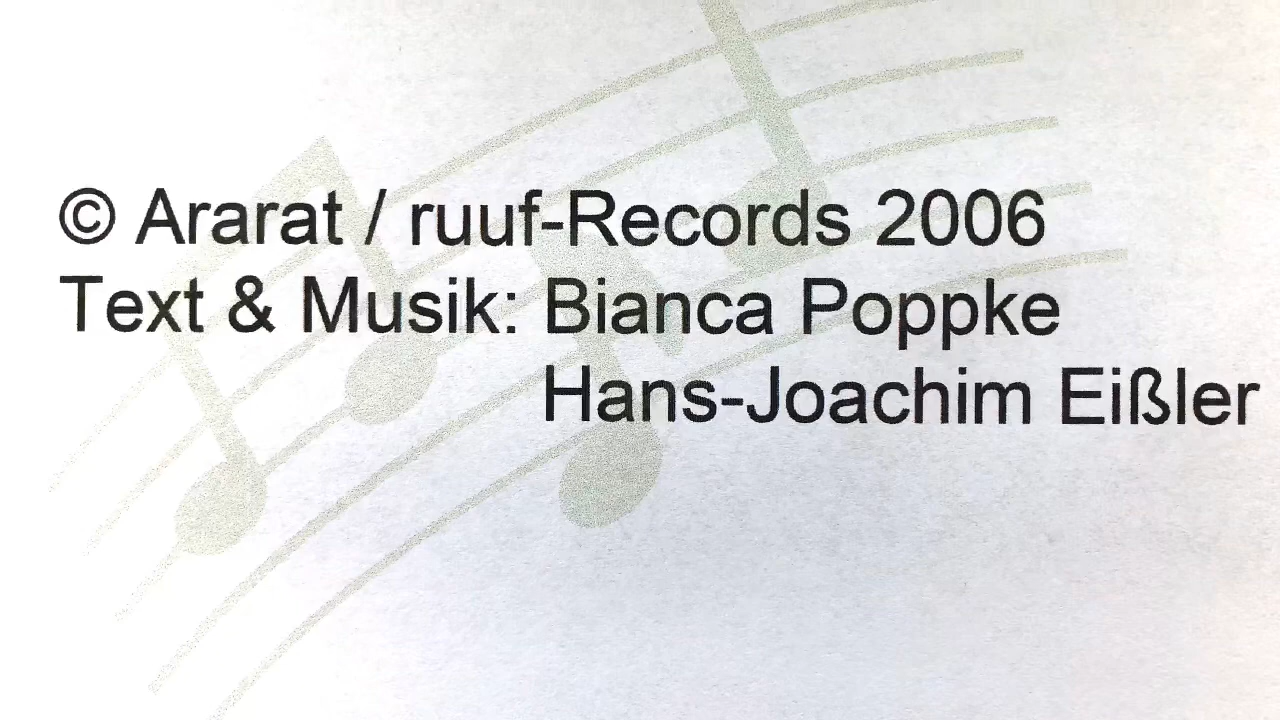 © Ararat / ruuf-Records 2006
Text & Musik: Bianca Poppke
Hans-Joachim Eißler